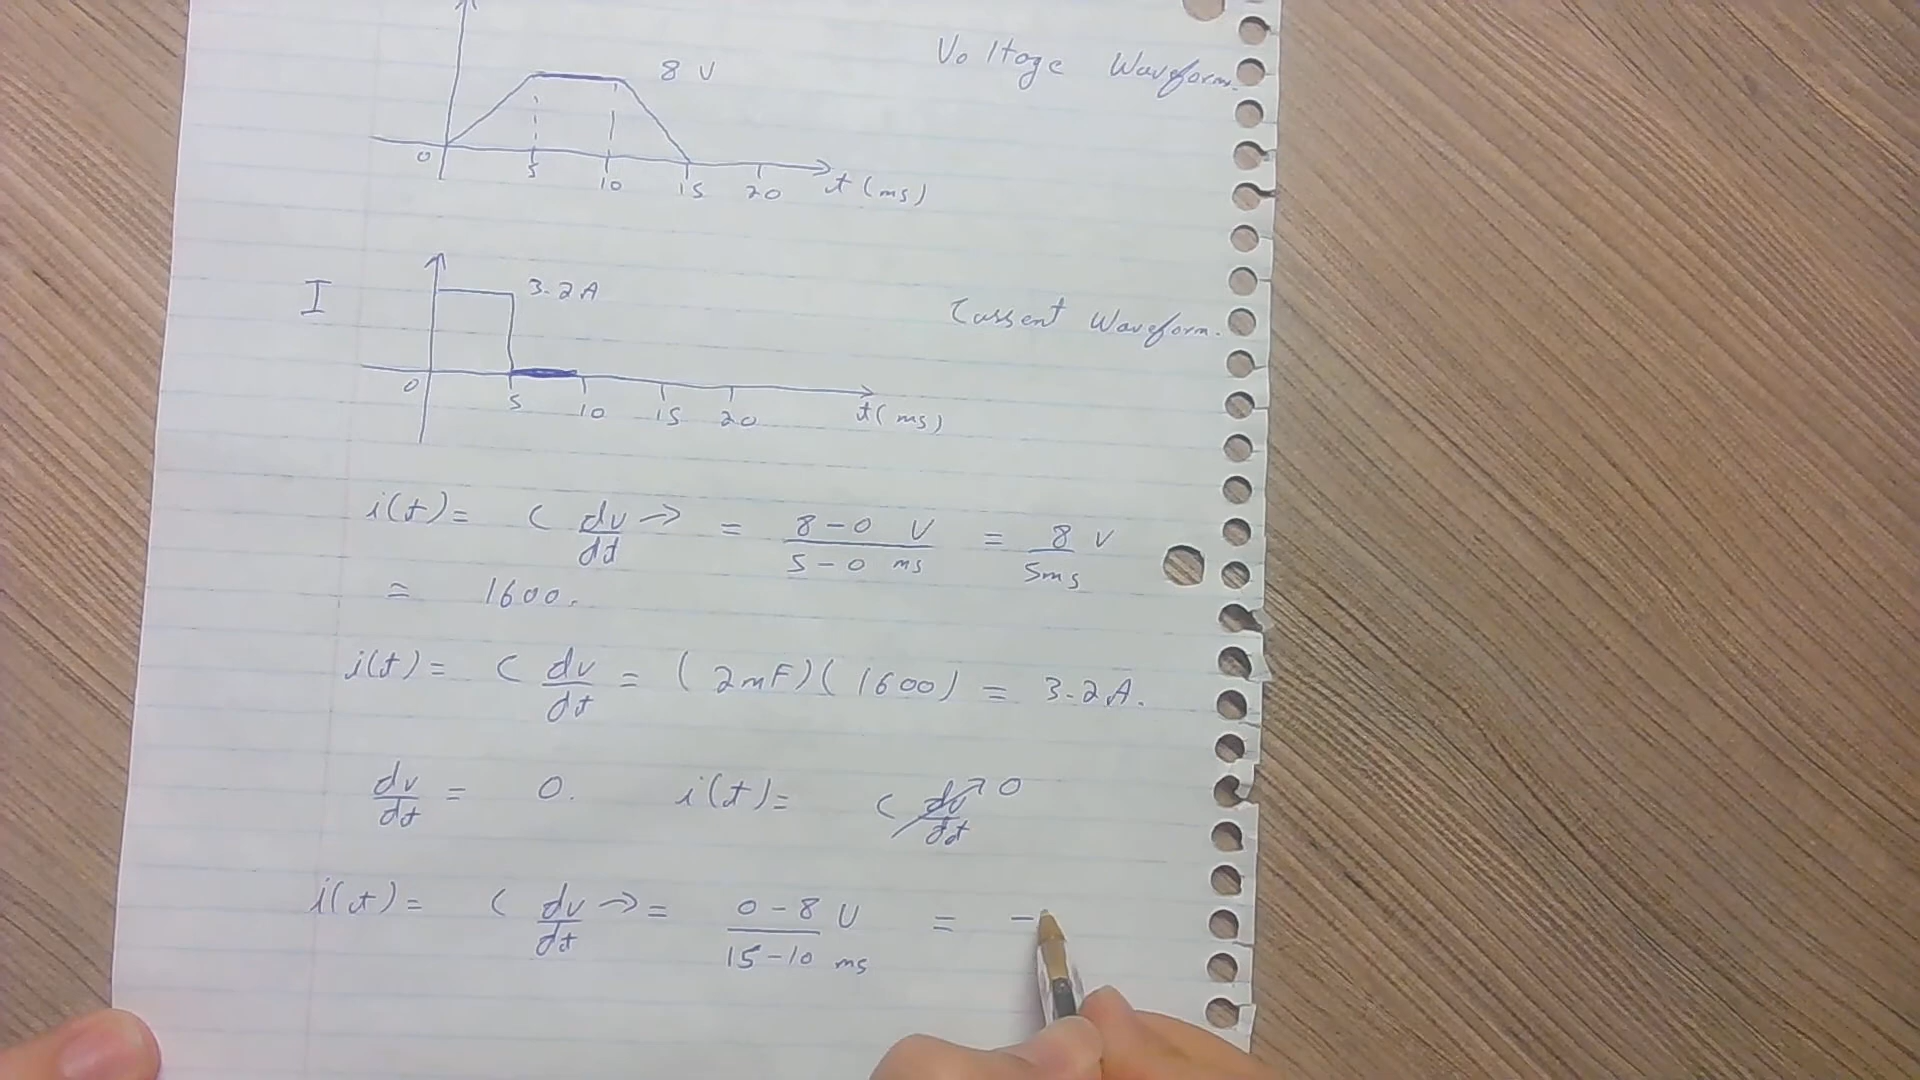 8 V
Voltage Waveform.
0 5 10 15 20 t (ms)
I
3.2A
Current Waveform.
0 5 10 15 20 t(ms)
i(t) = C dv/dt → = 8-0 V / 5-0 ms = 8 V / 5ms
= 1600.
i(t) = C dv/dt = (2mF)(1600) = 3.2A.
dv/dt = 0. i(t) = C dv/dt → 0
i(t) = C dv/dt → = 0-8 V / 15-10 ms = -